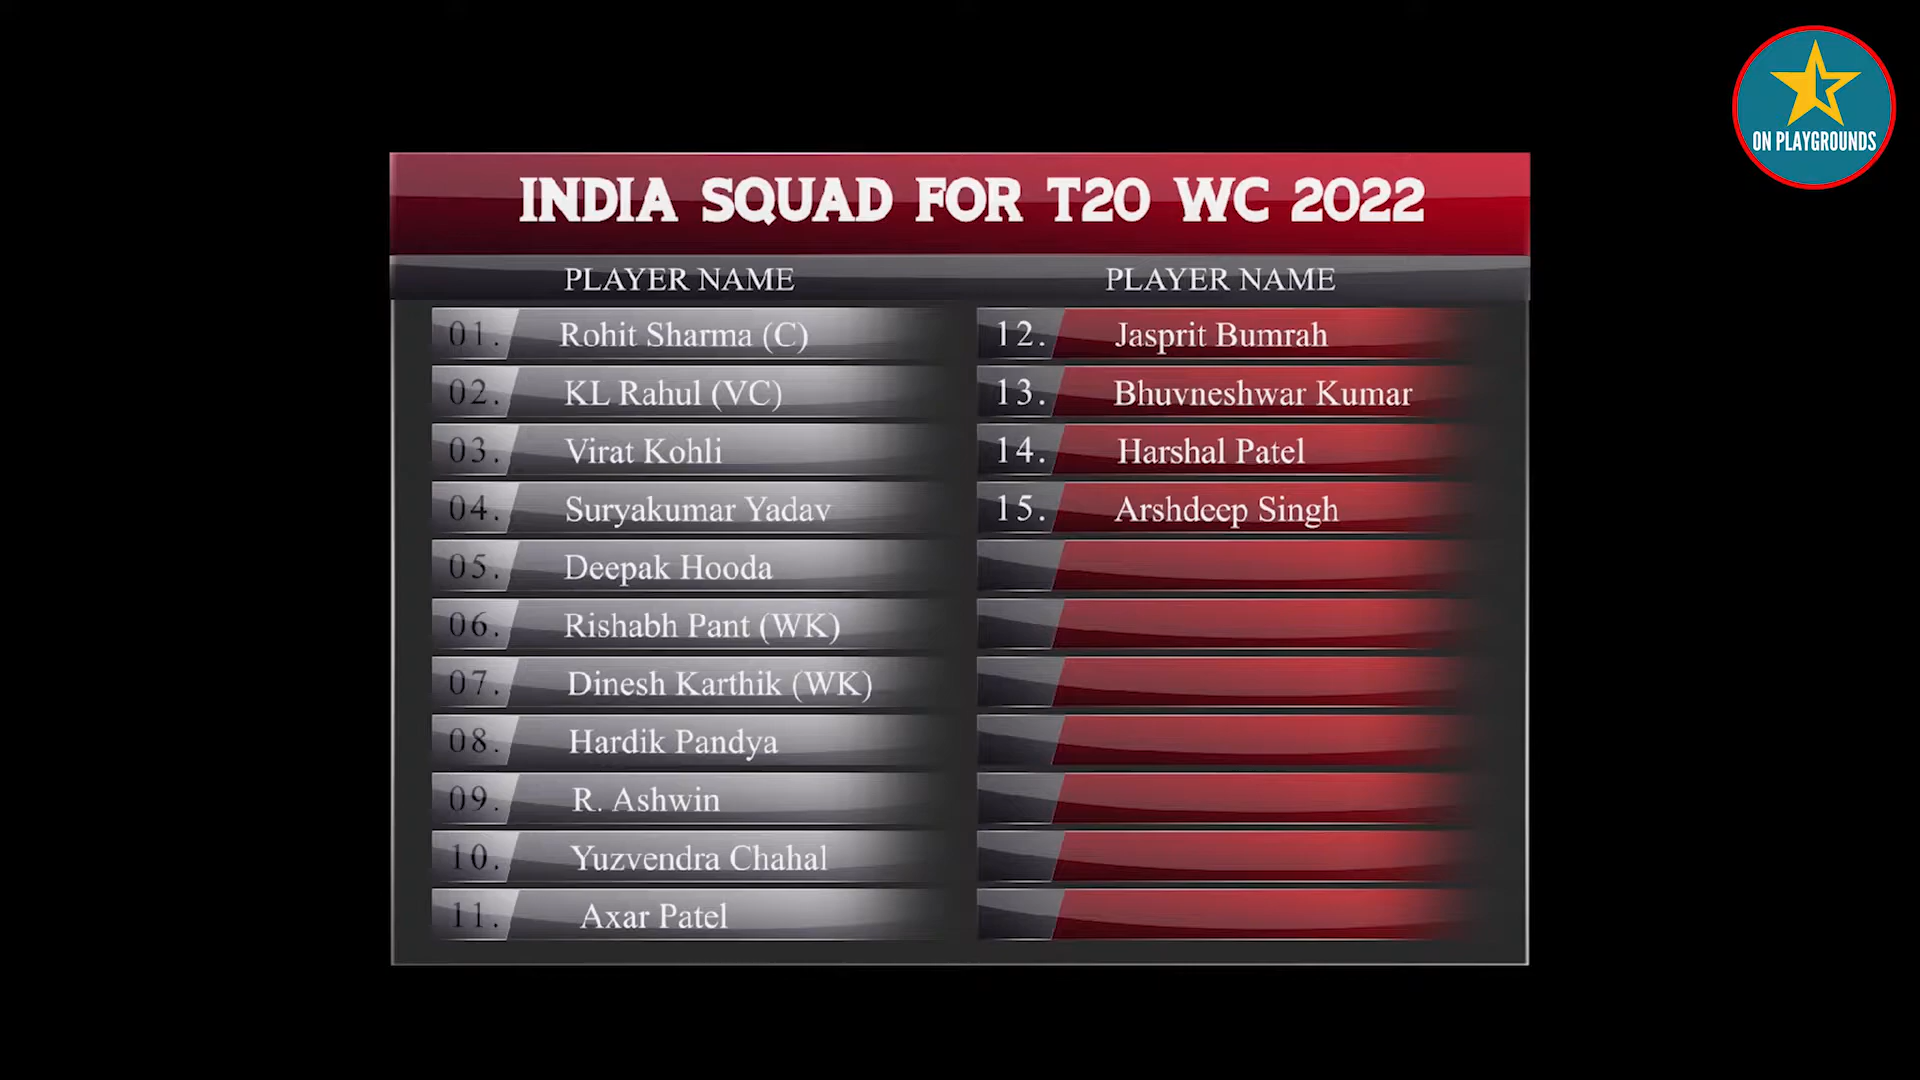 ON PLAYGROUNDS
INDIA SQUAD FOR T20 WC 2022
PLAYER NAME PLAYER NAME
01. Rohit Sharma (C)
02. KL Rahul (VC)
03. Virat Kohli
04. Suryakumar Yadav
05. Deepak Hooda
06. Rishabh Pant (WK)
07. Dinesh Karthik (WK)
08. Hardik Pandya
09. R. Ashwin
10. Yuzvendra Chahal
11. Axar Patel
12. Jasprit Bumrah
13. Bhuvneshwar Kumar
14. Harshal Patel
15. Arshdeep Singh